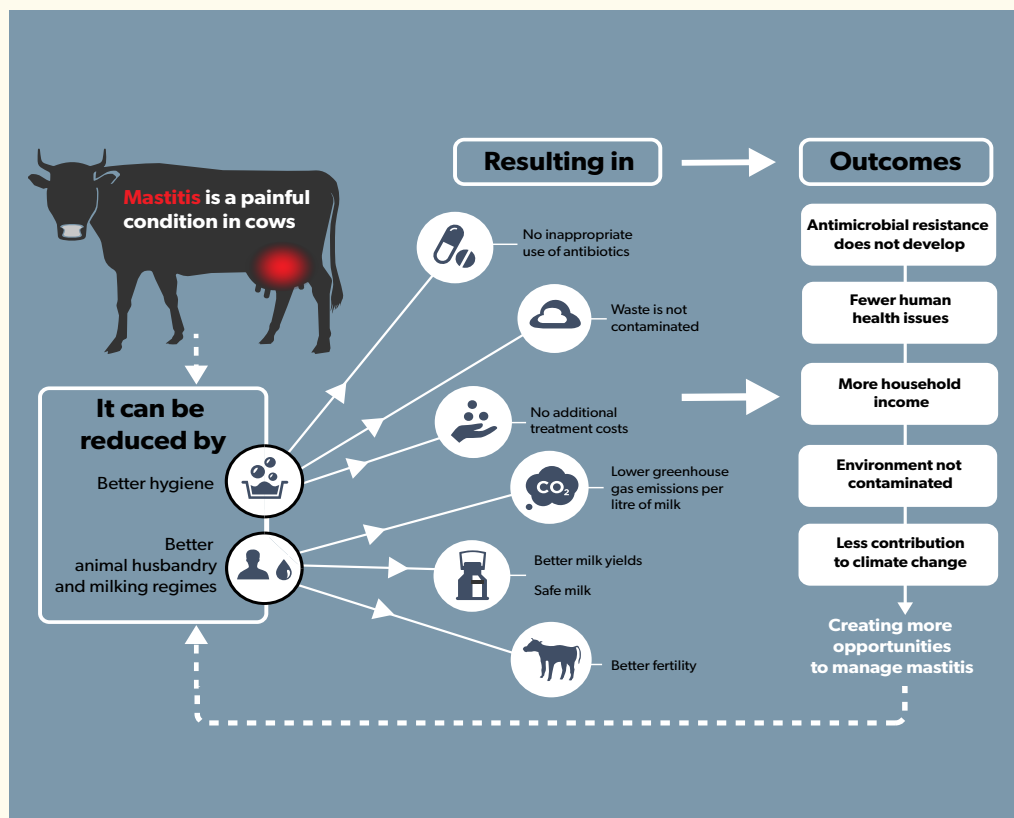 Mastitis is a painful
condition in cows
It can be
reduced by
Better hygiene
Better
animal husbandry
and milking regimes
Resulting in
No inappropriate
use of antibiotics
Waste is not
contaminated
No additional
treatment costs
CO2
Lower greenhouse
gas emissions per
litre of milk
Better milk yields
Safe milk
Better fertility
Outcomes
Antimicrobial resistance
does not develop
Fewer human
health issues
More household
income
Environment not
contaminated
Less contribution
to climate change
Creating more
opportunities
to manage mastitis